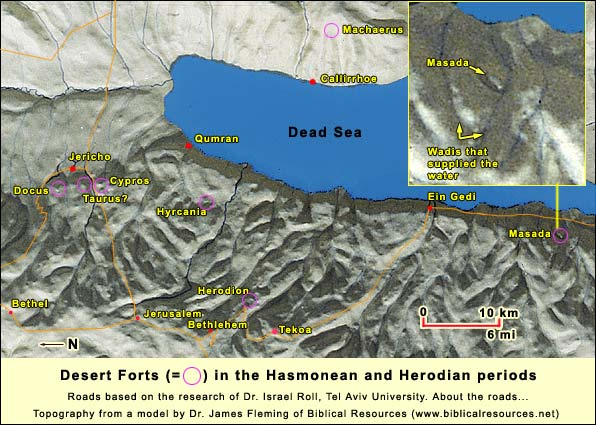 Machaerus
Callirrhoe
Masada
Wadis that
supplied the
water
Dead Sea
Qumran
Jericho
Docus
Cypros
Taurus?
Hyrcania
Ein Gedi
Masada
Herodion
Bethel
Jerusalem
Bethlehem
Tekoa
0 10 km
6 mi
N
Desert Forts (= ) in the Hasmonean and Herodian periods
Roads based on the research of Dr. Israel Roll, Tel Aviv University. About the roads...
Topography from a model by Dr. James Fleming of Biblical Resources (www.biblicalresources.net)